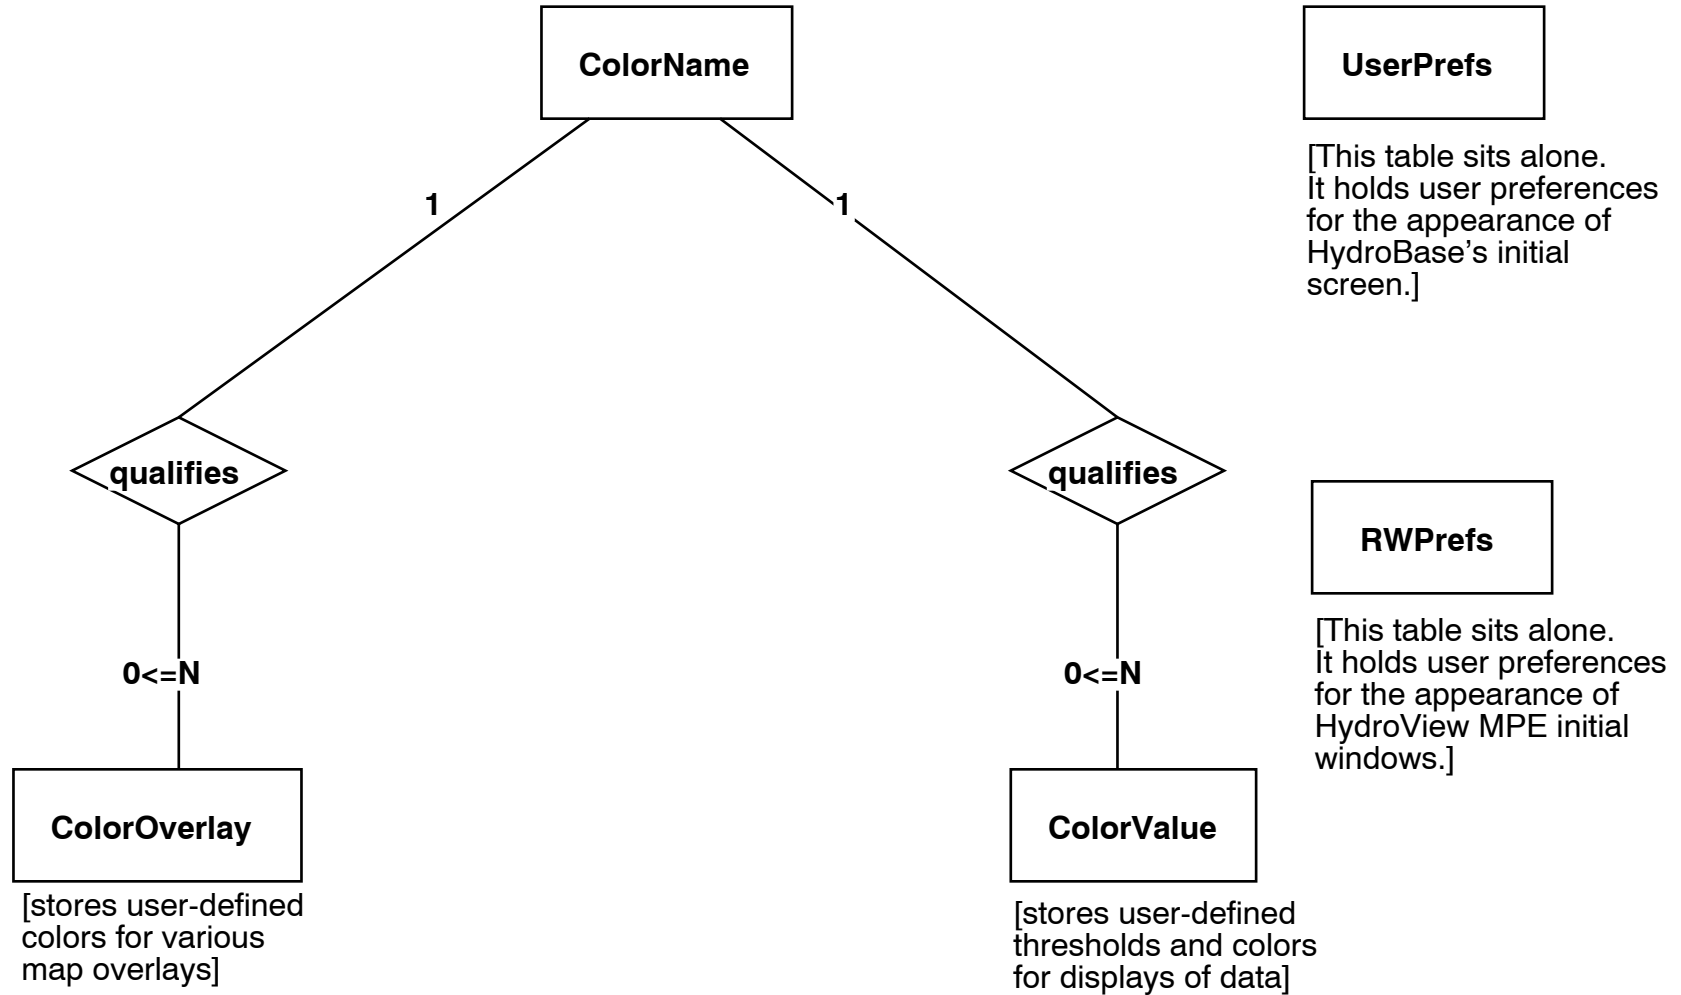 ColorName
UserPrefs
[This table sits alone.
It holds user preferences
for the appearance of
HydroBase’s initial
screen.]
1
1
qualifies
qualifies
RWPrefs
[This table sits alone.
It holds user preferences
for the appearance of
HydroView MPE initial
windows.]
0<=N
0<=N
ColorOverlay
[stores user-defined
colors for various
map overlays]
ColorValue
[stores user-defined
thresholds and colors
for displays of data]